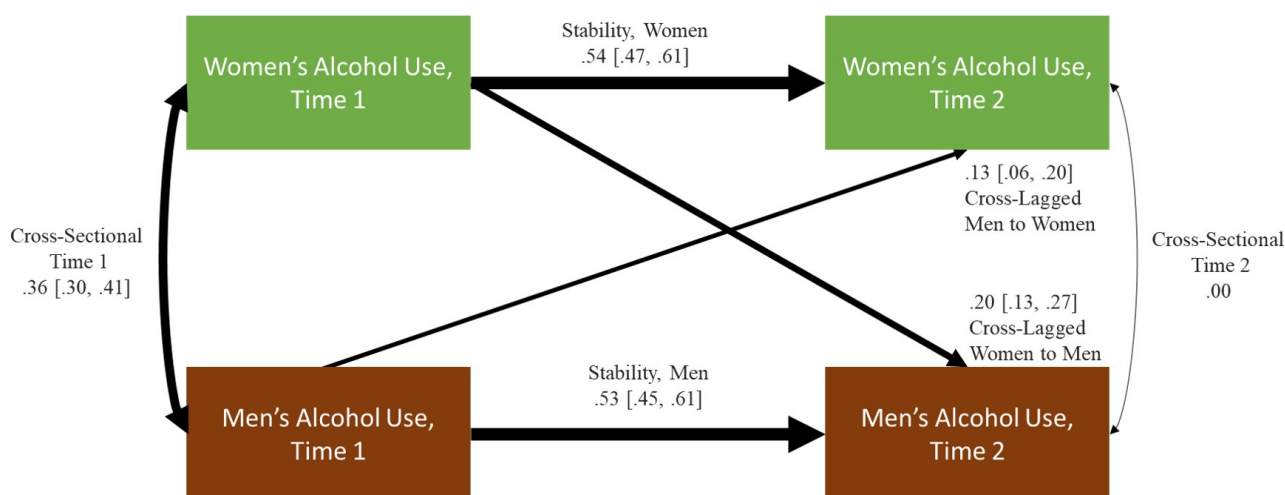 Stability, Women
.54 [.47, .61]
Women’s Alcohol Use,
Time 1
Women’s Alcohol Use,
Time 2
.13 [.06, .20]
Cross-Lagged
Men to Women
Cross-Sectional
Time 1
.36 [.30, .41]
Cross-Sectional
Time 2
.00
.20 [.13, .27]
Cross-Lagged
Women to Men
Stability, Men
.53 [.45, .61]
Men’s Alcohol Use,
Time 1
Men’s Alcohol Use,
Time 2